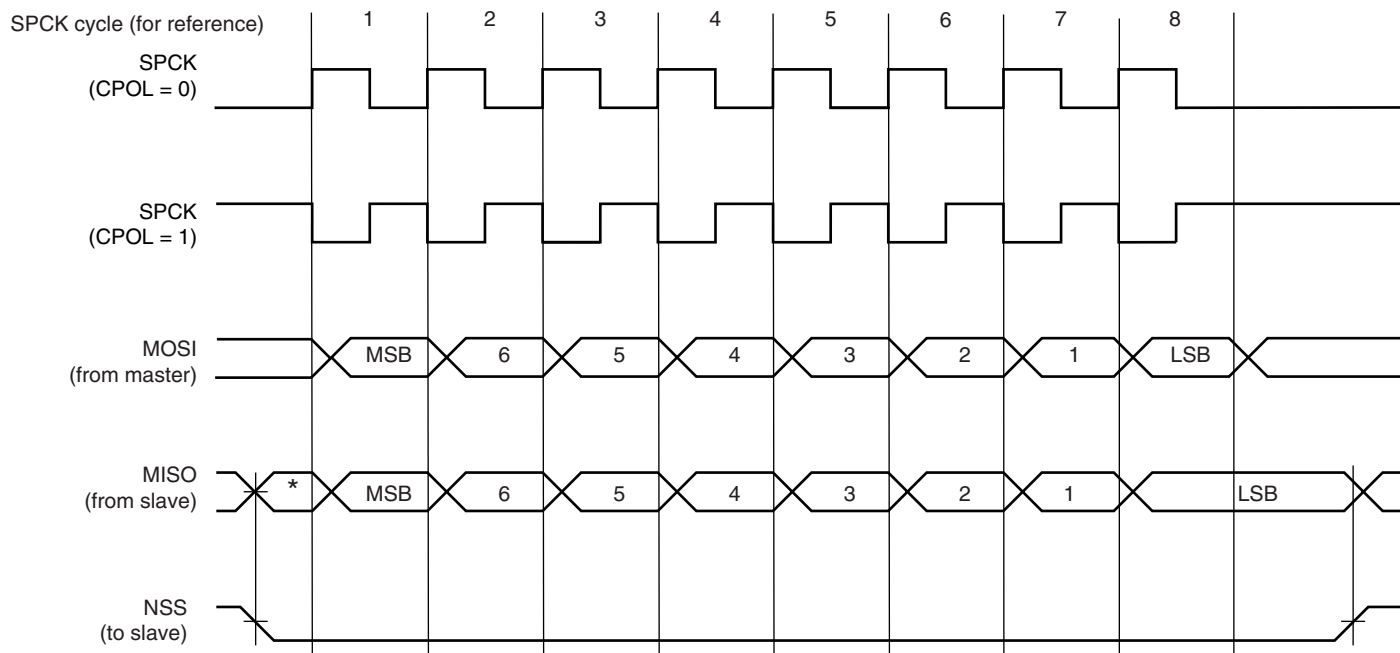 SPCK cycle (for reference)
1 2 3 4 5 6 7 8
SPCK
(CPOL = 0)
SPCK
(CPOL = 1)
MOSI
(from master)
MSB 6 5 4 3 2 1 LSB
MISO
(from slave)
* MSB 6 5 4 3 2 1 LSB
NSS
(to slave)